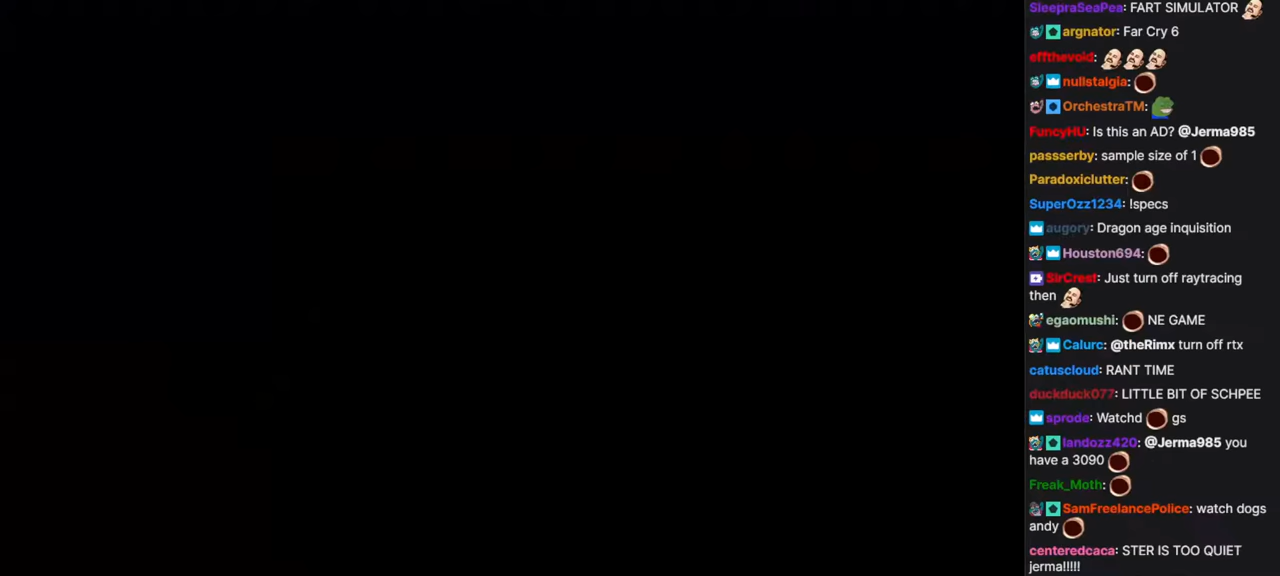 SleepraSeaPea: FART SIMULATOR
argnator: Far Cry 6
effthevoid:
nullstalgia:
OrchestraTM:
FuncyHU: Is this an AD? @Jerma985
passserby: sample size of 1
Paradoxiclutter:
SuperOzz1234: !specs
augory: Dragon age inquisition
Houston694:
SirCrest: Just turn off raytracing
then
egaomushi: NE GAME
Calurc: @theRimx turn off rtx
catuscloud: RANT TIME
duckduck077: LITTLE BIT OF SCHPEE
sprode: Watchd gs
landozz420: @Jerma985 you
have a 3090
Freak_Moth:
SamFreelancePolice: watch dogs
andy
centeredcaca: STER IS TOO QUIET
jerma!!!!!